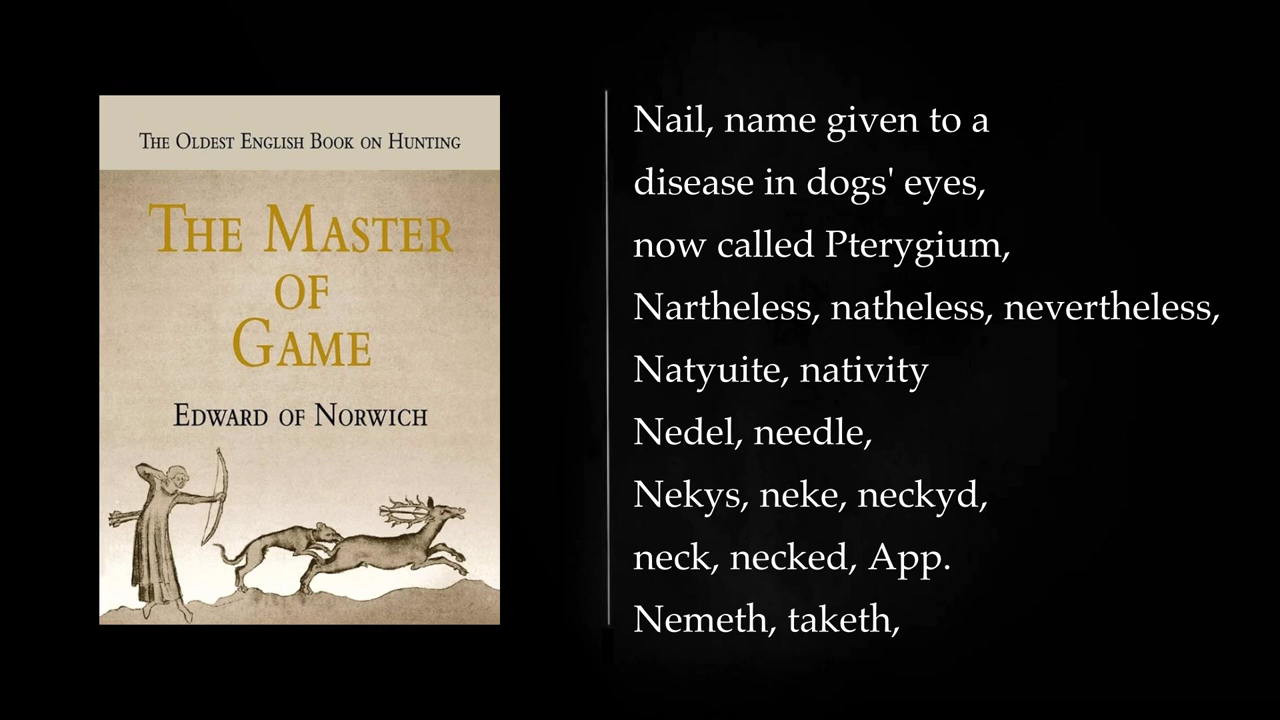 THE OLDEST ENGLISH BOOK ON HUNTING
THE MASTER
OF
GAME
EDWARD OF NORWICH
Nail, name given to a
disease in dogs' eyes,
now called Pterygium,
Nartheless, natheless, nevertheless,
Natyuite, nativity
Nedel, needle,
Nekys, neke, neckyd,
neck, necked, App.
Nemeth, taketh,